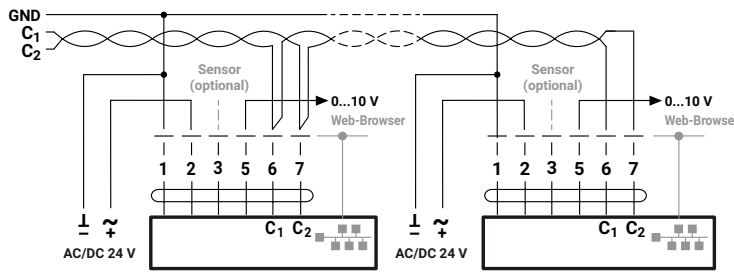 GND
C1
C2
Sensor
(optional)
0...10 V
Web-Browser
1 2 3 5 6 7
C1 C2
⊥ ~
– +
AC/DC 24 V
Sensor
(optional)
0...10 V
Web-Browse
1 2 3 5 6 7
C1 C2
⊥ ~
– +
AC/DC 24 V